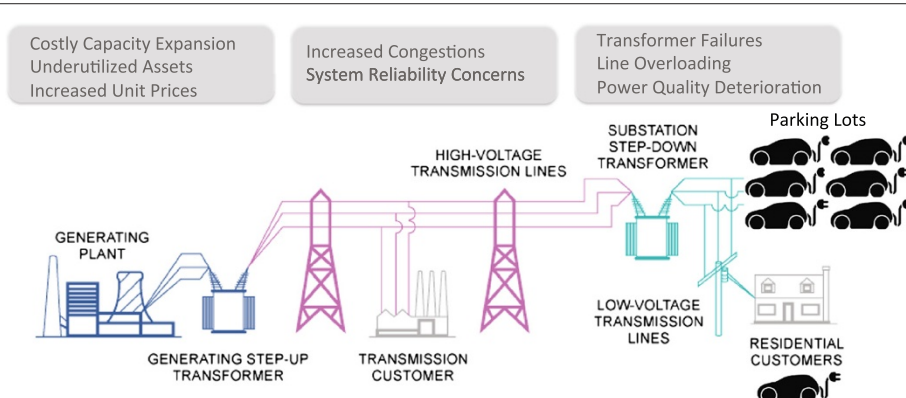 Costly Capacity Expansion
Underutilized Assets
Increased Unit Prices
Increased Congestions
System Reliability Concerns
Transformer Failures
Line Overloading
Power Quality Deterioration
Parking Lots
SUBSTATION
STEP-DOWN
TRANSFORMER
HIGH-VOLTAGE
TRANSMISSION LINES
GENERATING
PLANT
LOW-VOLTAGE
TRANSMISSION
LINES
RESIDENTIAL
CUSTOMERS
GENERATING STEP-UP
TRANSFORMER
TRANSMISSION
CUSTOMER